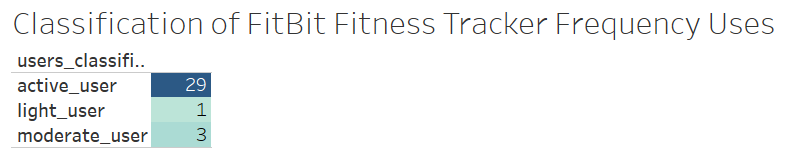 Classification of FitBit Fitness Tracker Frequency Uses
users_classifi..
active_user 29
light_user 1
moderate_user 3